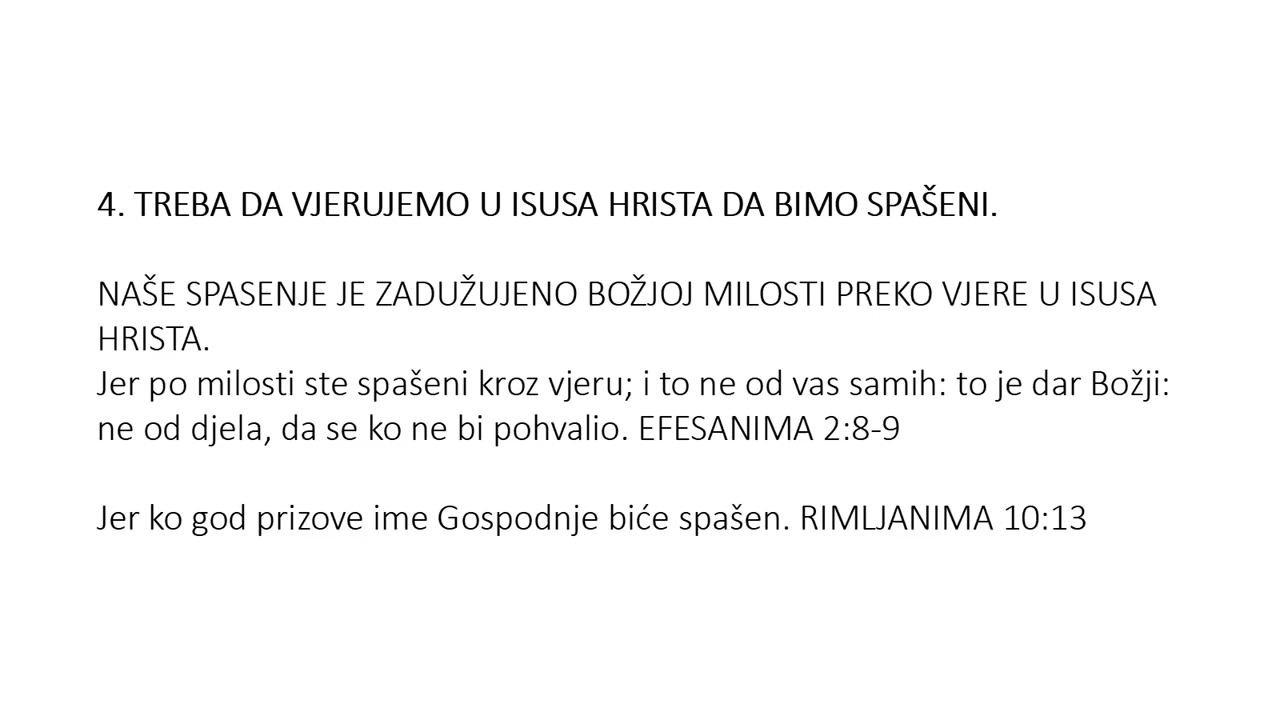 4. TREBA DA VJERUJEMO U ISUSA HRISTA DA BIMO SPAŠENI.
NAŠE SPASENJE JE ZADUŽUJENO BOŽJOJ MILOSTI PREKO VJERE U ISUSA
HRISTA.
Jer po milosti ste spašeni kroz vjeru; i to ne od vas samih: to je dar Božji:
ne od djela, da se ko ne bi pohvalio. EFESANIMA 2:8-9
Jer ko god prizove ime Gospodnje biće spašen. RIMLJANIMA 10:13